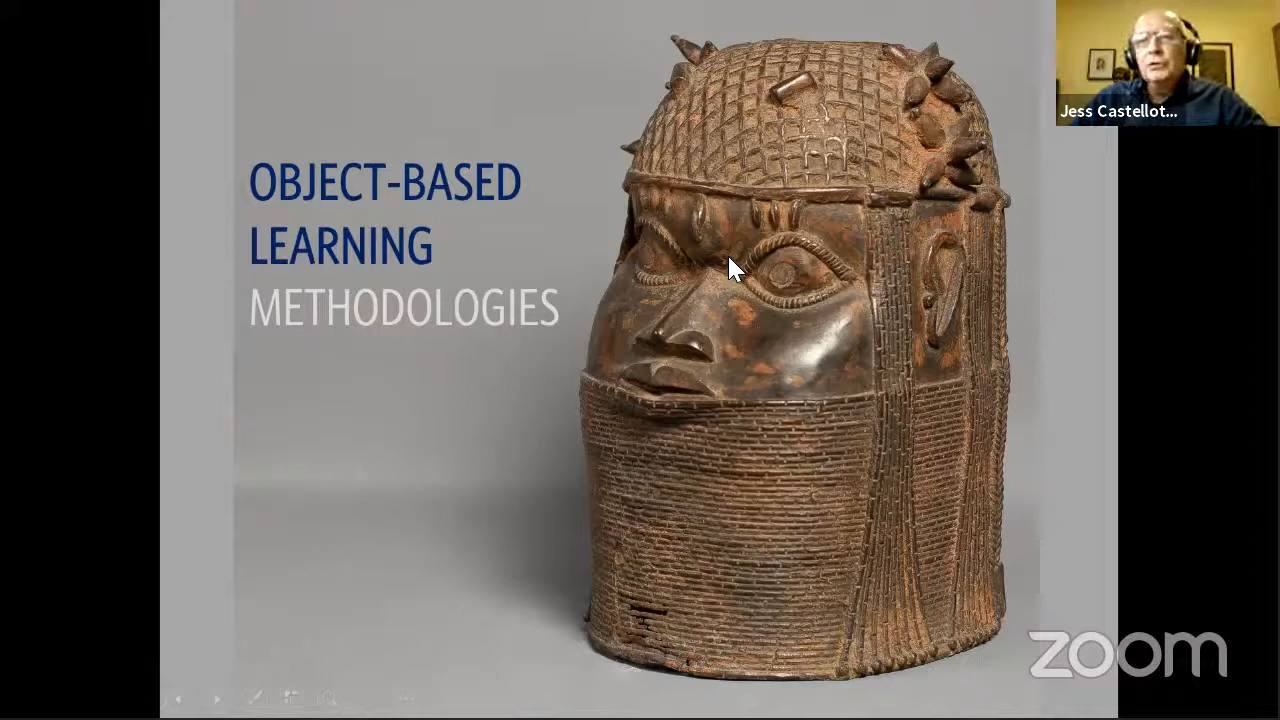 OBJECT-BASED
LEARNING
METHODOLOGIES
Jess Castellot...
zoom